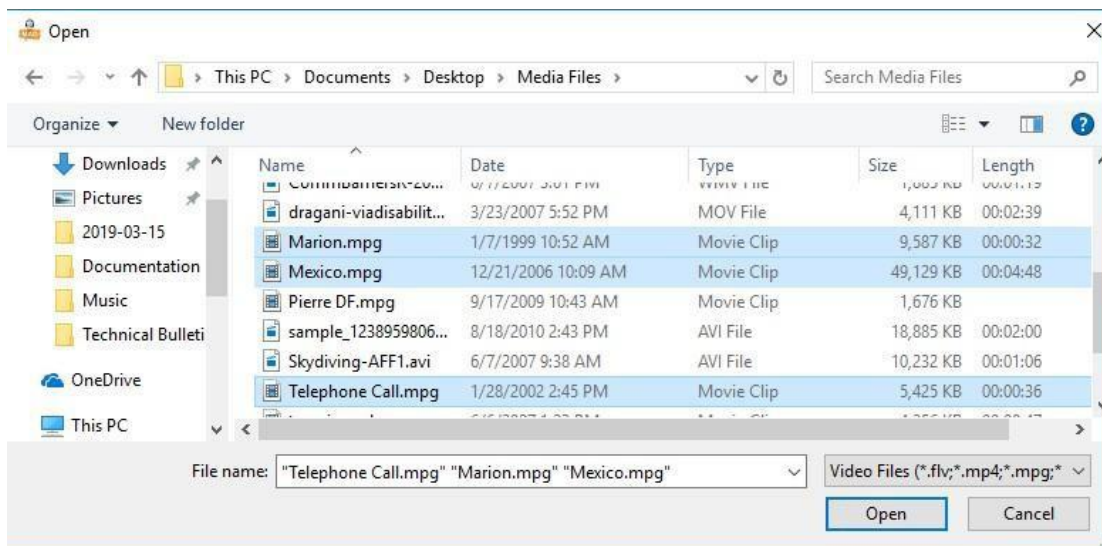 Open
This PC > Documents > Desktop > Media Files >
Search Media Files
Organize
New folder
Downloads
Pictures
2019-03-15
Documentation
Music
Technical Bulleti
OneDrive
This PC
Name Date Type Size Length
dragani-viadisabilit... 3/23/2007 5:52 PM MOV File 4,111 KB 00:02:39
Marion.mpg 1/7/1999 10:52 AM Movie Clip 9,587 KB 00:00:32
Mexico.mpg 12/21/2006 10:09 AM Movie Clip 49,129 KB 00:04:48
Pierre DF.mpg 9/17/2009 10:43 AM Movie Clip 1,676 KB
sample_1238959806... 8/18/2010 2:43 PM AVI File 18,885 KB 00:02:00
Skydiving-AFF1.avi 6/7/2007 9:38 AM AVI File 10,232 KB 00:01:06
Telephone Call.mpg 1/28/2002 2:45 PM Movie Clip 5,425 KB 00:00:36
File name: "Telephone Call.mpg" "Marion.mpg" "Mexico.mpg"
Video Files (*.flv;*.mp4;*.mpg;*
Open
Cancel